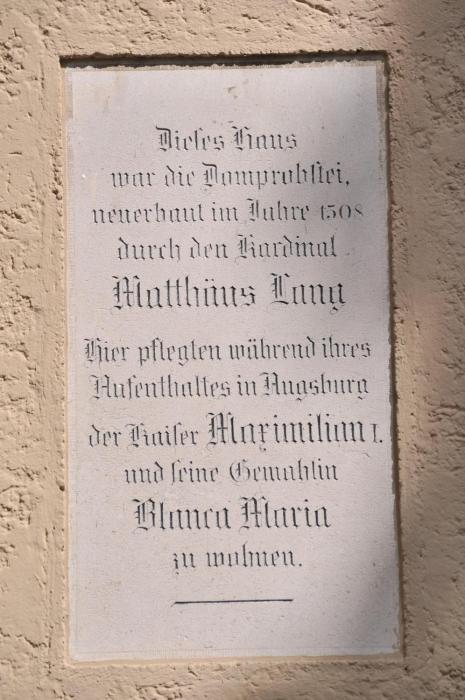 Dieses Haus
war die Domprobstei,
neuerbaut im Jahre 1508
durch den Kardinal
Matthäus Lang
Hier pflegten während ihres
Aufenthaltes in Augsburg
der Kaiser Maximilian I.
und seine Gemahlin
Blanca Maria
zu wohnen.